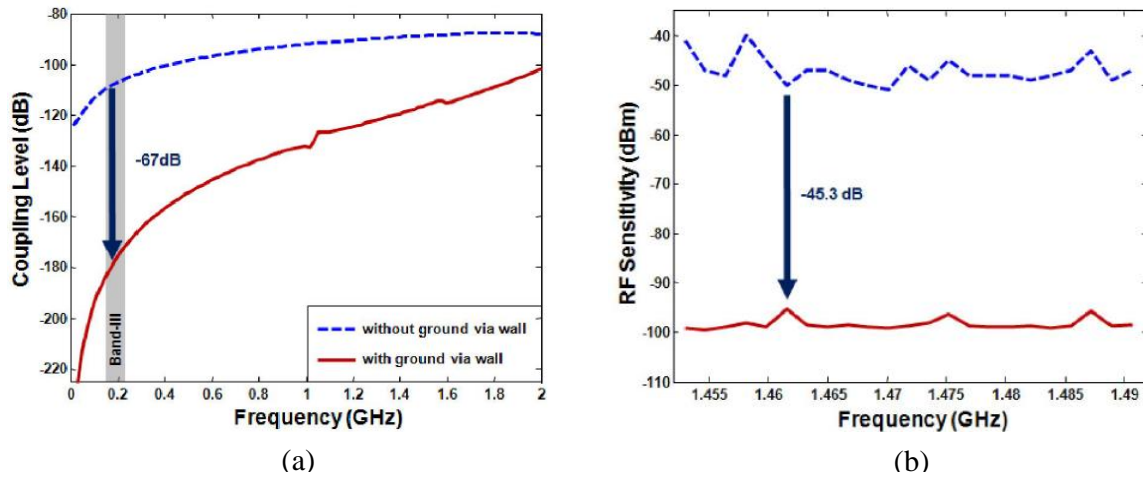 -80
-100
-120
-140
-160
-180
-200
-220
Coupling Level (dB)
-67dB
Band-III
without ground via wall
with ground via wall
0 0.2 0.4 0.6 0.8 1 1.2 1.4 1.6 1.8 2
Frequency (GHz)
(a)
-40
-50
-60
-70
-80
-90
-100
-110
RF Sensitivity (dBm)
-45.3 dB
1.455 1.46 1.465 1.47 1.475 1.48 1.485 1.49
Frequency (GHz)
(b)